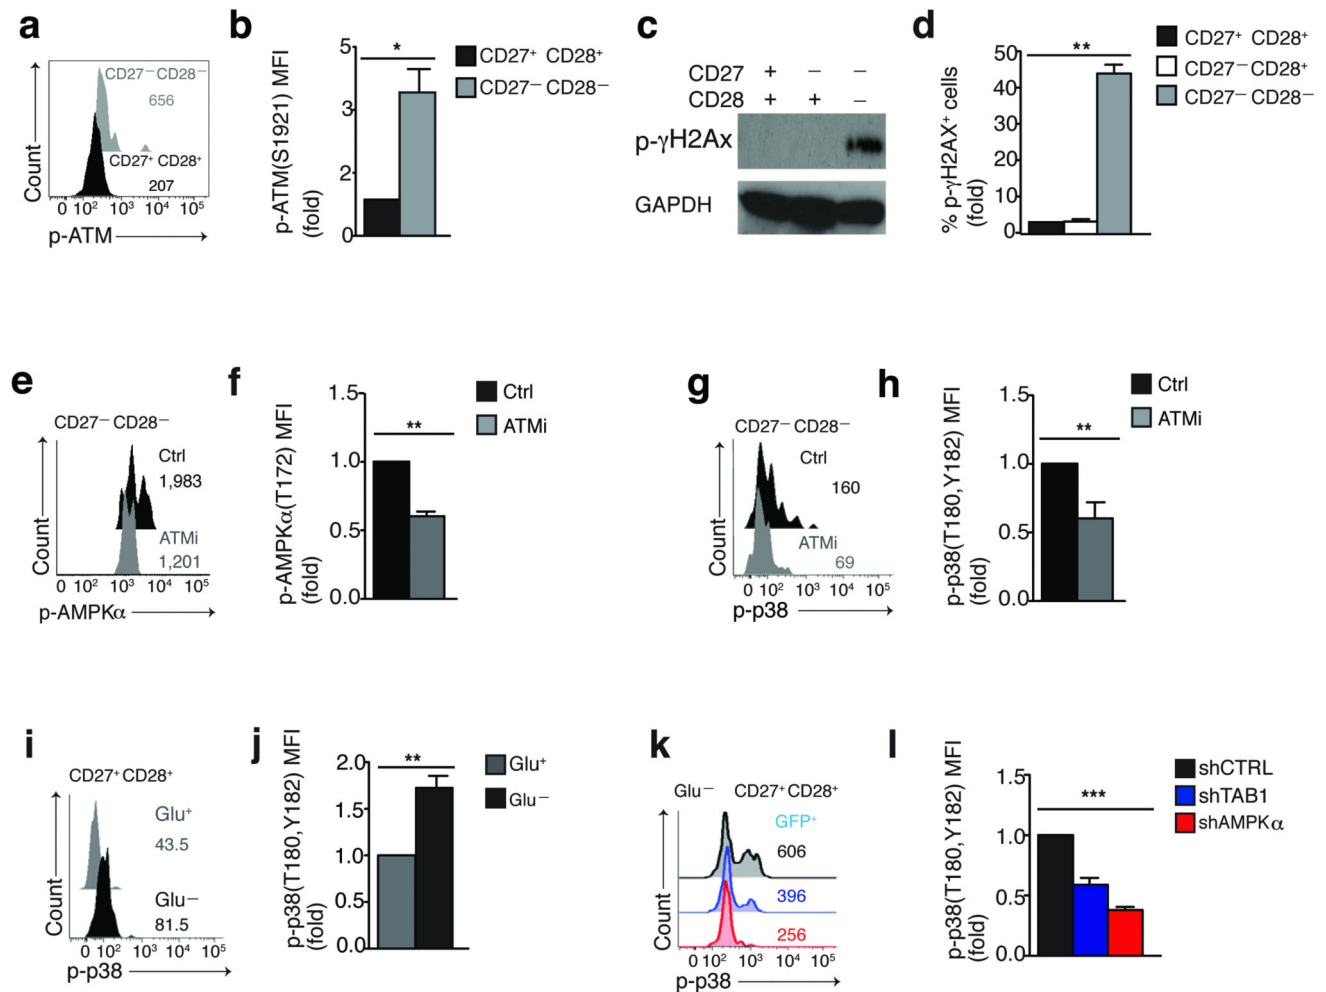 a
CD27—CD28—
656
CD27+ CD28+
207
Count
0 10² 10³ 10⁴ 10⁵
p-ATM
b
p-ATM(S1921) MFI
(fold)
5
3
2
0
*
CD27+ CD28+
CD27— CD28—
c
CD27 + — —
CD28 + + —
p-γH2Ax
GAPDH
d
% p-γH2AX+ cells
(fold)
50
40
30
20
10
0
**
CD27+ CD28+
CD27—CD28+
CD27—CD28—
e
CD27—CD28—
Ctrl
1,983
ATMi
1,201
Count
0 10² 10³ 10⁴ 10⁵
p-AMPKα
f
p-AMPKα(T172) MFI
(fold)
1.5
1.0
0.5
0.0
**
Ctrl
ATMi
g
CD27—CD28—
Ctrl
160
ATMi
69
Count
0 10² 10³ 10⁴ 10⁵
p-p38
h
p-p38(T180,Y182) MFI
(fold)
1.5
1.0
0.5
0.0
**
Ctrl
ATMi
i
CD27+CD28+
Glu+
43.5
Glu—
81.5
Count
0 10² 10³ 10⁴ 10⁵
p-p38
j
p-p38(T180,Y182) MFI
(fold)
2.0
1.5
1.0
0.5
0.0
**
Glu+
Glu—
k
Glu— CD27+CD28+
GFP+
606
396
256
Count
0 10² 10³ 10⁴ 10⁵
p-p38
l
p-p38(T180,Y182) MFI
(fold)
1.5
1.0
0.5
0.0
***
shCTRL
shTAB1
shAMPKα